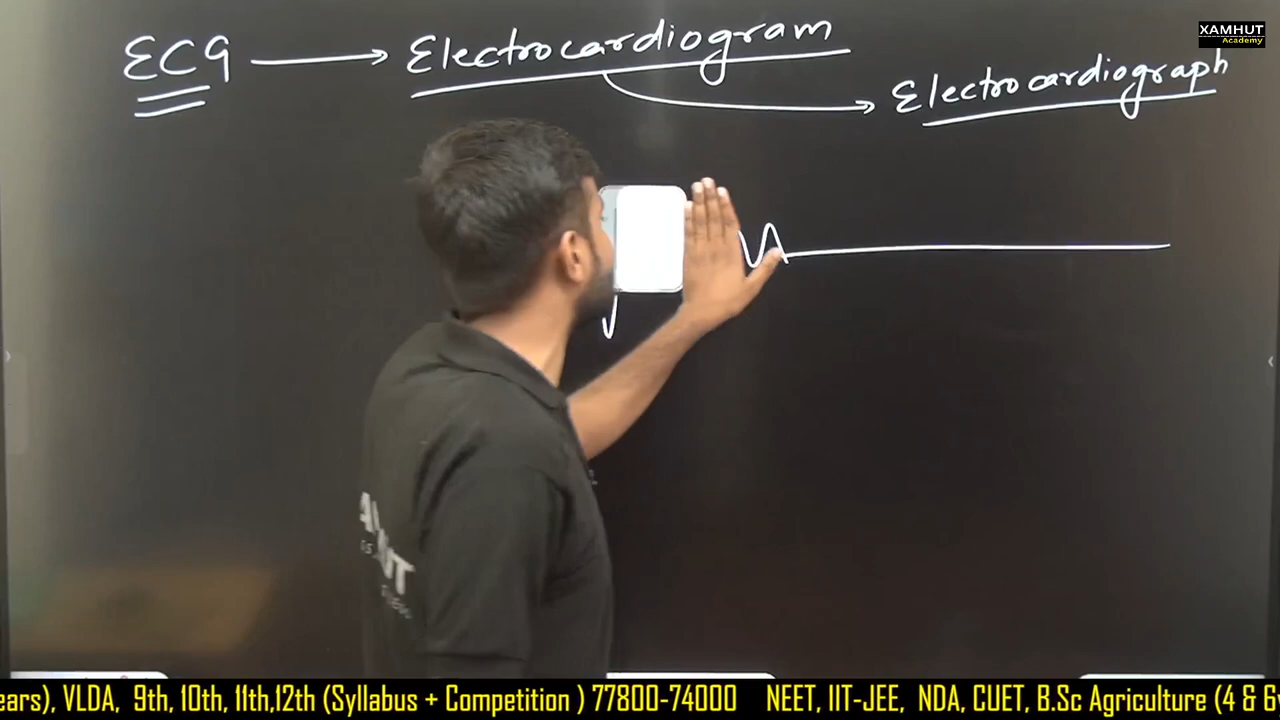 XAMHUT
Academy
ECG → Electrocardiogram
→ Electrocardiograph
ears), VLDA, 9th, 10th, 11th,12th (Syllabus + Competition ) 77800-74000 NEET, IIT-JEE, NDA, CUET, B.Sc Agriculture (4 & 6